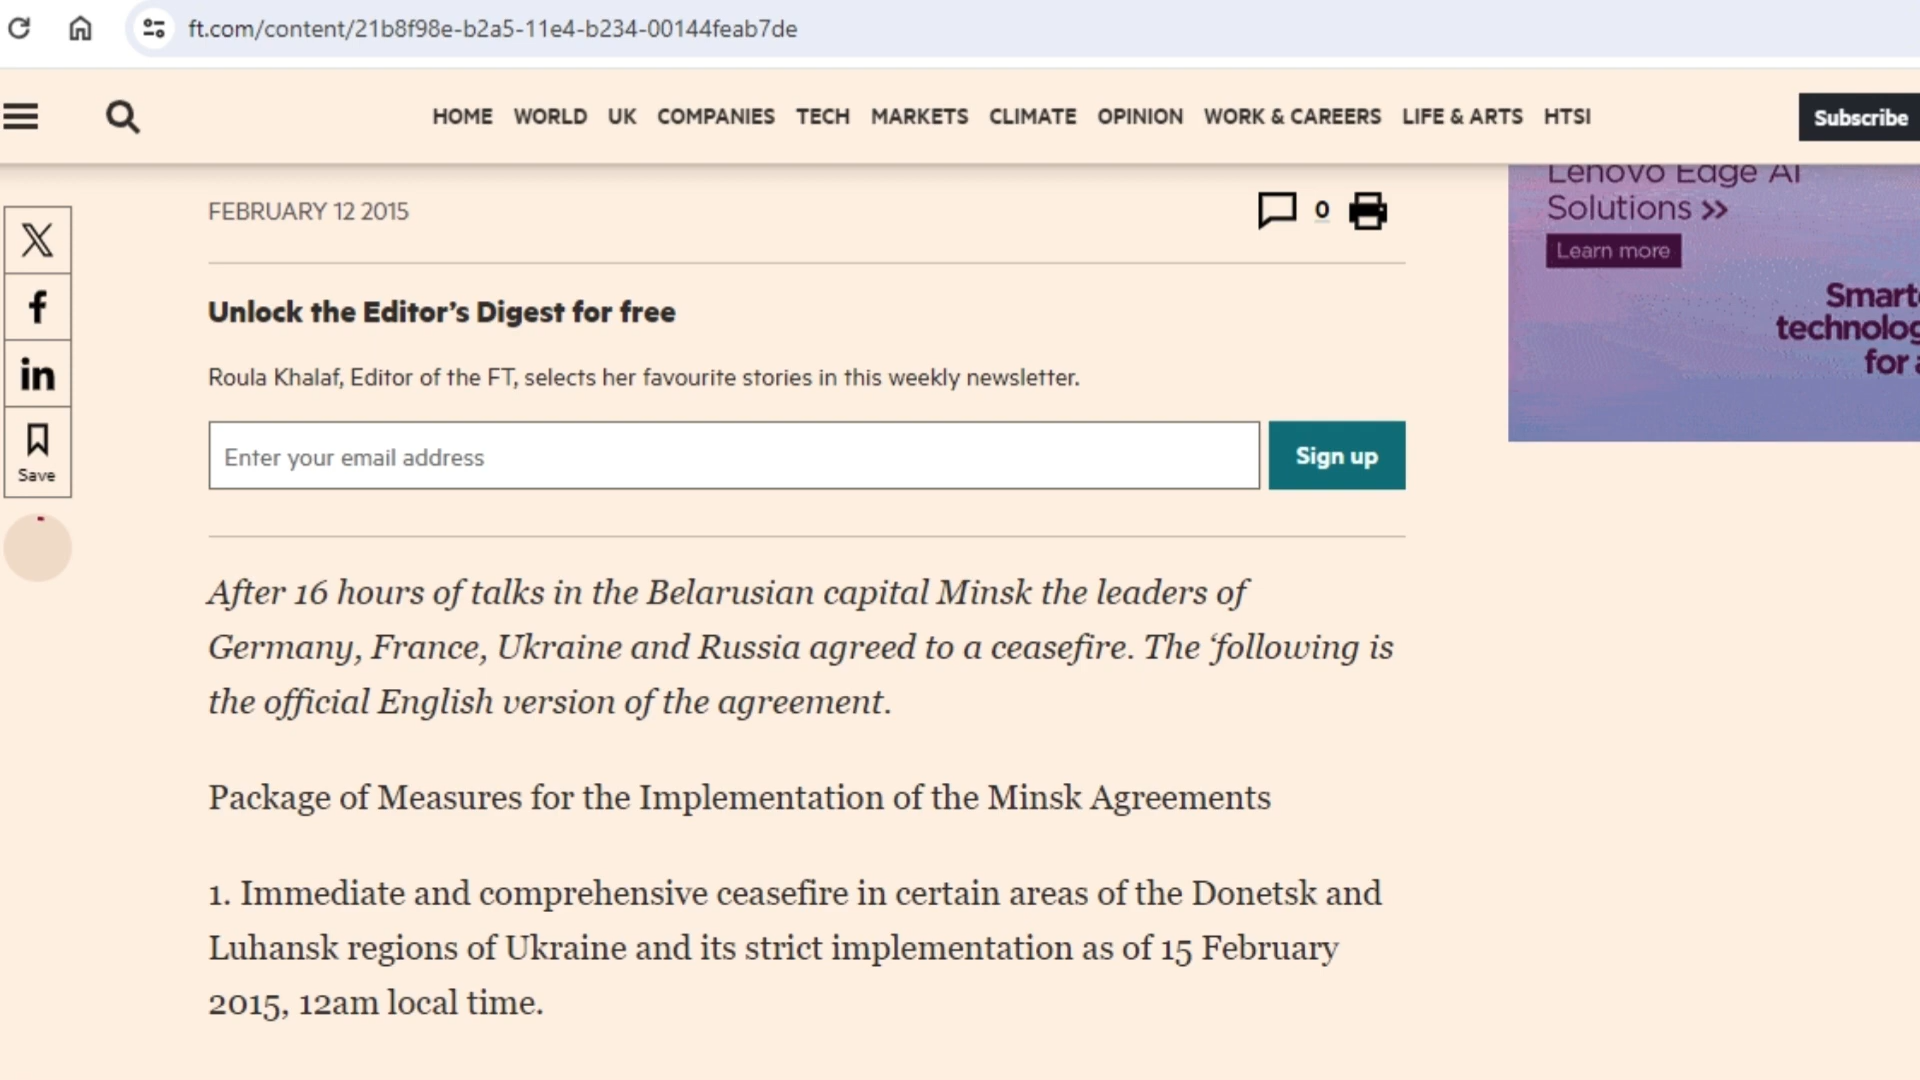 ft.com/content/21b8f98e-b2a5-11e4-b234-00144feab7de
HOME WORLD UK COMPANIES TECH MARKETS CLIMATE OPINION WORK & CAREERS LIFE & ARTS HTSI
Subscribe
FEBRUARY 12 2015
0
Lenovo Edge AI
Solutions >>
Learn more
Smart
technolog
for a
Unlock the Editor’s Digest for free
Roula Khalaf, Editor of the FT, selects her favourite stories in this weekly newsletter.
Enter your email address
Sign up
Save
After 16 hours of talks in the Belarusian capital Minsk the leaders of
Germany, France, Ukraine and Russia agreed to a ceasefire. The ‘following is
the official English version of the agreement.
Package of Measures for the Implementation of the Minsk Agreements
1. Immediate and comprehensive ceasefire in certain areas of the Donetsk and
Luhansk regions of Ukraine and its strict implementation as of 15 February
2015, 12am local time.